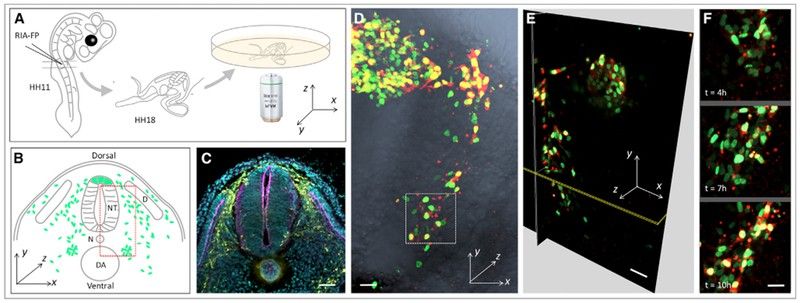 A
RIA-FP
HH11
HH18
z
x
y
B
Dorsal
NT
D
N
DA
Ventral
y
z
x
C
D
y
z
x
E
y
z
x
F
t = 4h
t = 7h
t = 10h